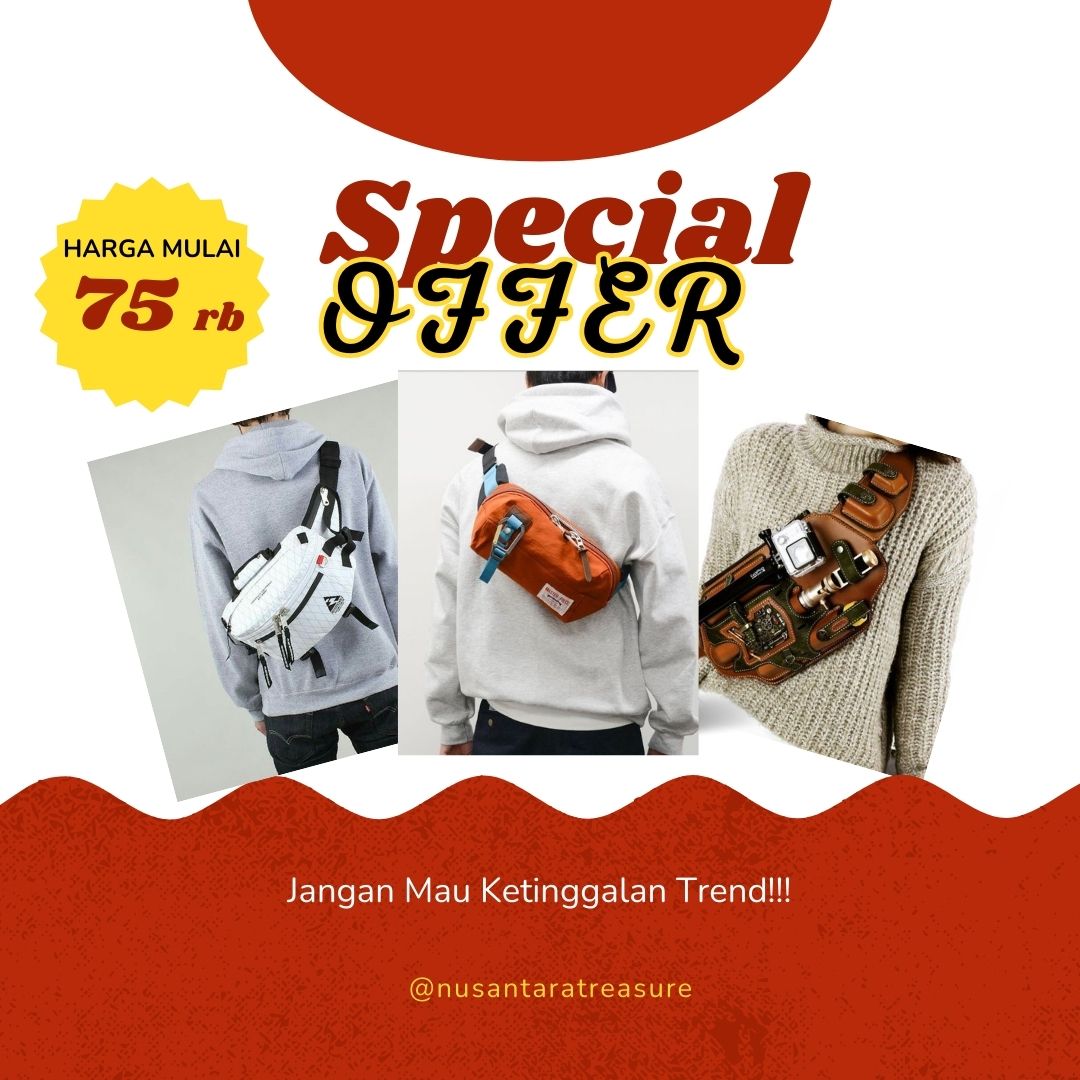 Special
OFFER
HARGA MULAI
75 rb
Jangan Mau Ketinggalan Trend!!!
@nusantaratreasure